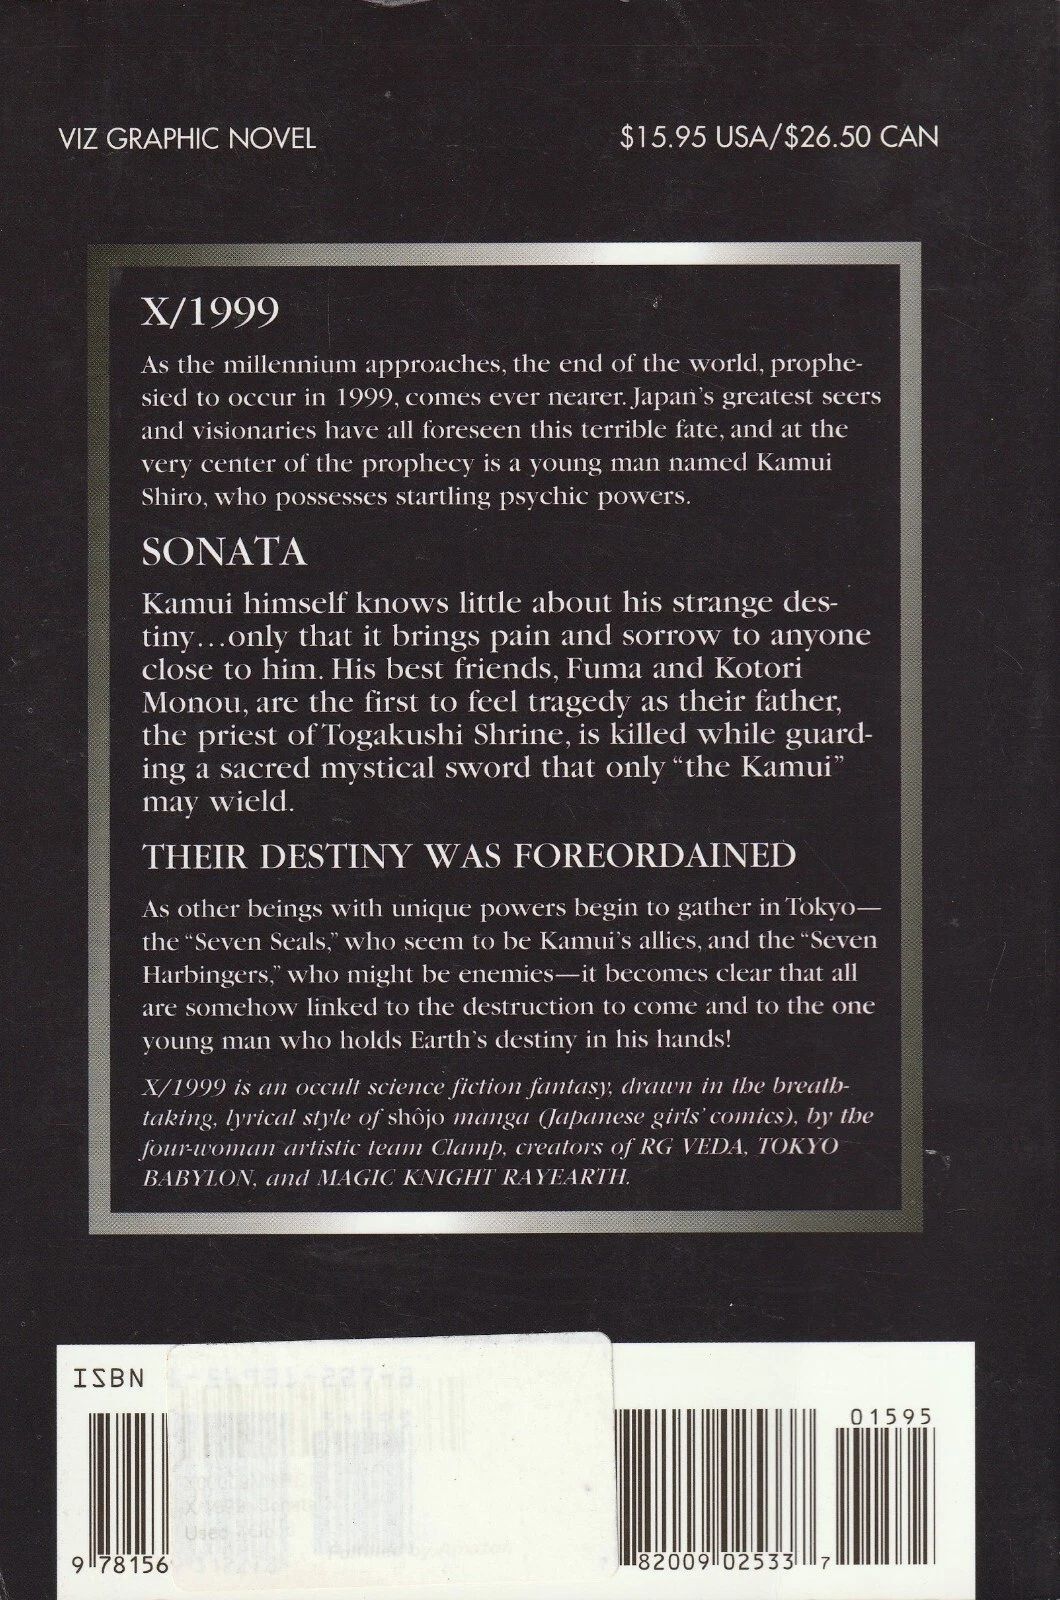 VIZ GRAPHIC NOVEL
$15.95 USA/$26.50 CAN
X/1999
As the millennium approaches, the end of the world, prophe-
sied to occur in 1999, comes ever nearer. Japan's greatest seers
and visionaries have all foreseen this terrible fate, and at the
very center of the prophecy is a young man named Kamui
Shiro, who possesses startling psychic powers.
SONATA
Kamui himself knows little about his strange des-
tiny...only that it brings pain and sorrow to anyone
close to him. His best friends, Fuma and Kotori
Monou, are the first to feel tragedy as their father,
the priest of Togakushi Shrine, is killed while guard-
ing a sacred mystical sword that only "the Kamui"
may wield.
THEIR DESTINY WAS FOREORDAINED
As other beings with unique powers begin to gather in Tokyo—
the "Seven Seals," who seem to be Kamui's allies, and the "Seven
Harbingers," who might be enemies—it becomes clear that all
are somehow linked to the destruction to come and to the one
young man who holds Earth's destiny in his hands!
X/1999 is an occult science fiction fantasy, drawn in the breath-
taking, lyrical style of shôjo manga (Japanese girls' comics), by the
four-woman artistic team Clamp, creators of RG VEDA, TOKYO
BABYLON, and MAGIC KNIGHT RAYEARTH.
ISBN
01595
9 78156
82009 02533 7